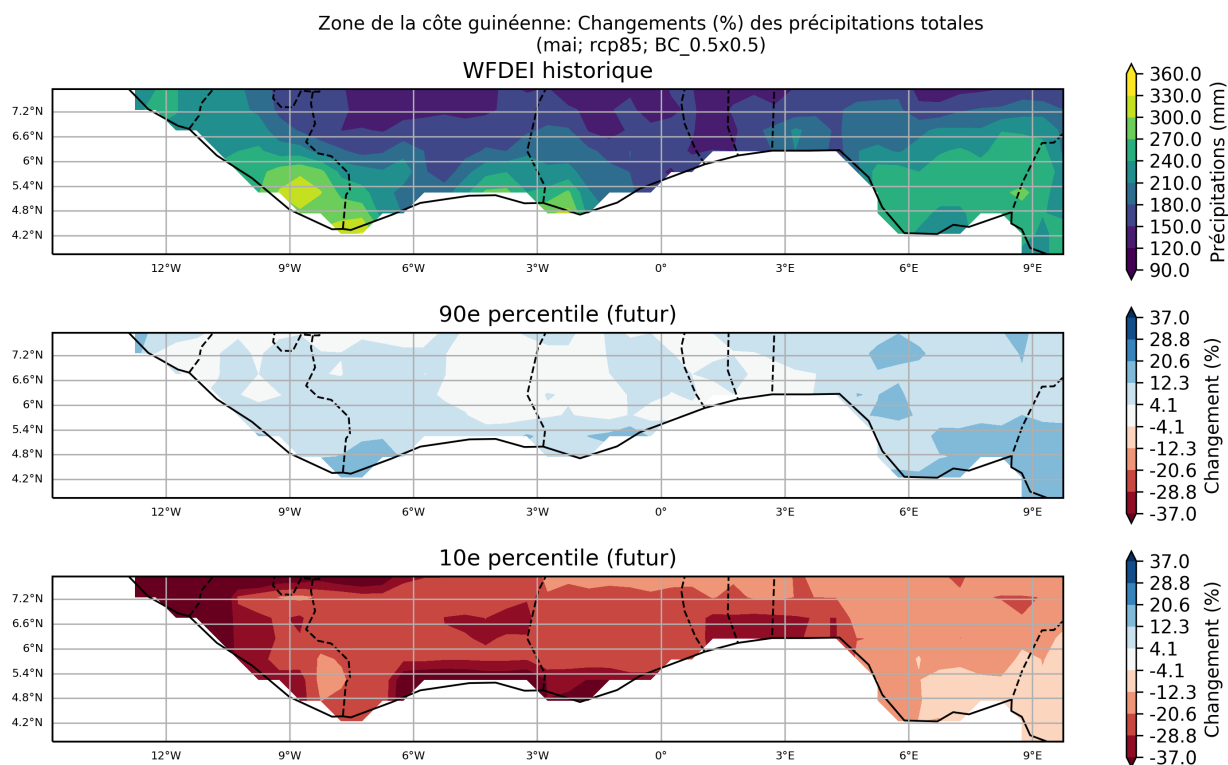 Zone de la côte guinéenne: Changements (%) des précipitations totales
(mai; rcp85; BC_0.5x0.5)
WFDEI historique
7.2°N
6.6°N
6°N
5.4°N
4.8°N
4.2°N
12°W 9°W 6°W 3°W 0° 3°E 6°E 9°E
360.0
330.0
300.0
270.0
240.0
210.0
180.0
150.0
120.0
90.0
Précipitations (mm)
90e percentile (futur)
7.2°N
6.6°N
6°N
5.4°N
4.8°N
4.2°N
12°W 9°W 6°W 3°W 0° 3°E 6°E 9°E
37.0
28.8
20.6
12.3
4.1
-4.1
-12.3
-20.6
-28.8
-37.0
Changement (%)
10e percentile (futur)
7.2°N
6.6°N
6°N
5.4°N
4.8°N
4.2°N
12°W 9°W 6°W 3°W 0° 3°E 6°E 9°E
37.0
28.8
20.6
12.3
4.1
-4.1
-12.3
-20.6
-28.8
-37.0
Changement (%)